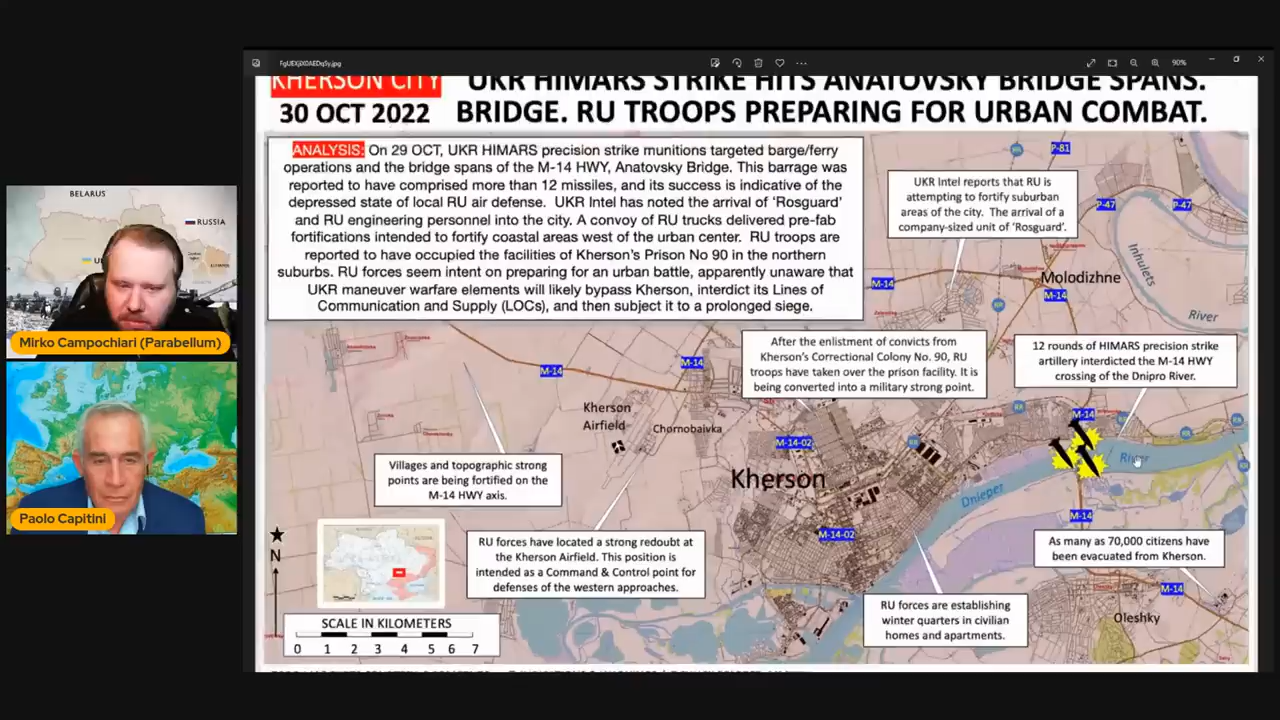 FgUEXjIX0AEDqSy.jpg
90%
KHERSON CITY
30 OCT 2022
UKR HIMARS STRIKE HITS ANATOVSKY BRIDGE SPANS.
BRIDGE. RU TROOPS PREPARING FOR URBAN COMBAT.
ANALYSIS: On 29 OCT, UKR HIMARS precision strike munitions targeted barge/ferry
operations and the bridge spans of the M-14 HWY, Anatovsky Bridge. This barrage was
reported to have comprised more than 12 missiles, and its success is indicative of the
depressed state of local RU air defense. UKR Intel has noted the arrival of 'Rosguard'
and RU engineering personnel into the city. A convoy of RU trucks delivered pre-fab
fortifications intended to fortify coastal areas west of the urban center. RU troops are
reported to have occupied the facilities of Kherson's Prison No 90 in the northern
suburbs. RU forces seem intent on preparing for an urban battle, apparently unaware that
UKR maneuver warfare elements will likely bypass Kherson, interdict its Lines of
Communication and Supply (LOCs), and then subject it to a prolonged siege.
UKR Intel reports that RU is
attempting to fortify suburban
areas of the city. The arrival of a
company-sized unit of 'Rosguard'.
P-81
P-47
P-47
M-14
Molodizhne
M-14
Inhulets
River
After the enlistment of convicts from
Kherson's Correctional Colony No. 90, RU
troops have taken over the prison facility. It is
being converted into a military strong point.
12 rounds of HIMARS precision strike
artillery interdicted the M-14 HWY
crossing of the Dnipro River.
M-14
M-14
Kherson
Airfield
Chornobaivka
M-14-02
M-14
Kherson
River
Dnieper
M-14
M-14-02
Villages and topographic strong
points are being fortified on the
M-14 HWY axis.
RU forces have located a strong redoubt at
the Kherson Airfield. This position is
intended as a Command & Control point for
defenses of the western approaches.
As many as 70,000 citizens have
been evacuated from Kherson.
M-14
Oleshky
RU forces are establishing
winter quarters in civilian
homes and apartments.
N
SCALE IN KILOMETERS
0 1 2 3 4 5 6 7
BELARUS
RUSSIA
Mirko Campochiari (Parabellum)
Paolo Capitini